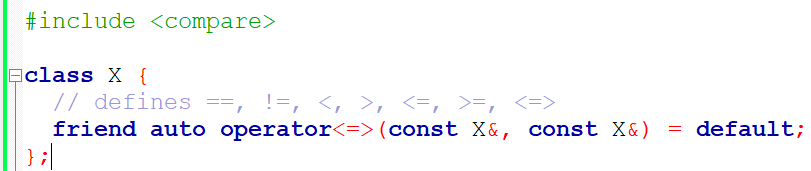 #include <compare>
class X {
// defines ==, !=, <, >, <=, >=, <=>
friend auto operator<=>(const X&, const X&) = default;
};